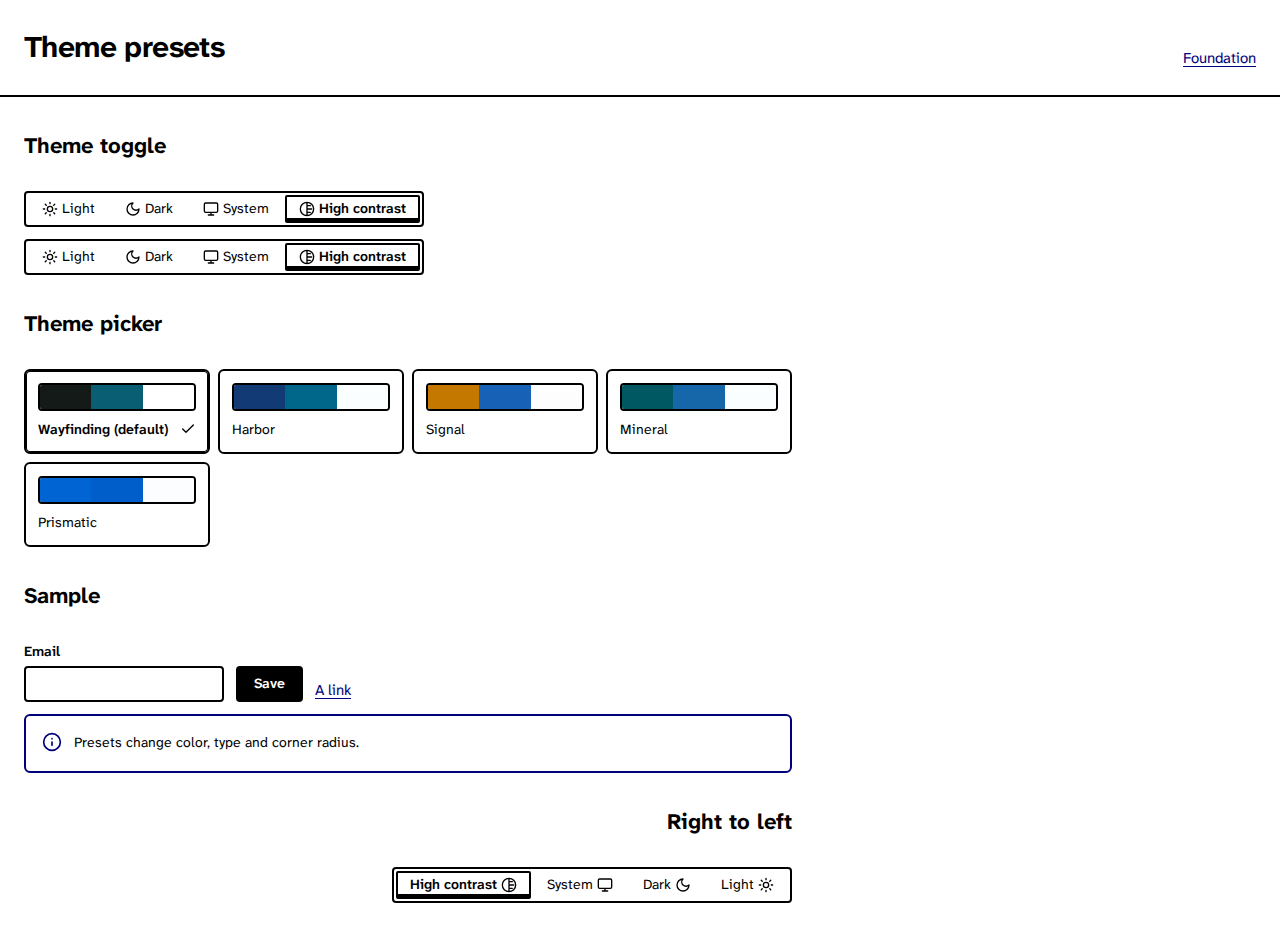 Theme presets
Foundation
Theme toggle
Light Dark System High contrast
Light Dark System High contrast
Theme picker
Wayfinding (default) Harbor Signal Mineral
Prismatic
Sample
Email
Save A link
Presets change color, type and corner radius.
Right to left
High contrast System Dark Light